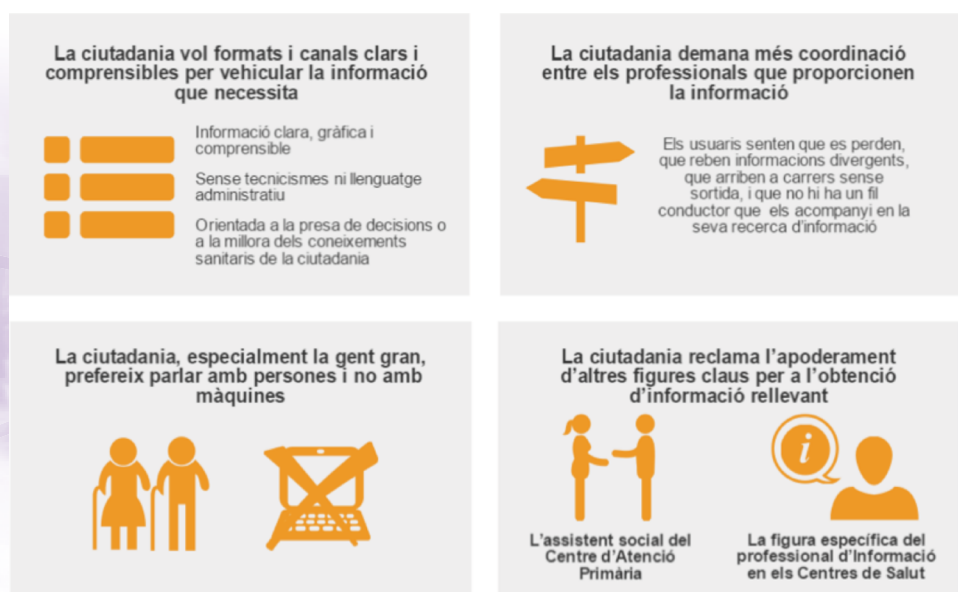 La ciutadania vol formats i canals clars i
comprensibles per vehicular la informació
que necessita
Informació clara, gràfica i
comprensible
Sense tecnicismes ni llenguatge
administratiu
Orientada a la presa de decisions o
a la millora dels coneixements
sanitaris de la ciutadania
La ciutadania demana més coordinació
entre els professionals que proporcionen
la informació
Els usuaris senten que es perden,
que reben informacions divergents,
que arriben a carrers sense
sortida, i que no hi ha un fil
conductor que els acompanyi en la
seva recerca d'informació
La ciutadania, especialment la gent gran,
prefereix parlar amb persones i no amb
màquines
La ciutadania reclama l'apoderament
d'altres figures claus per a l'obtenció
d'informació rellevant
i
L'assistent social del
Centre d'Atenció
Primària
La figura específica del
professional d'Informació
en els Centres de Salut